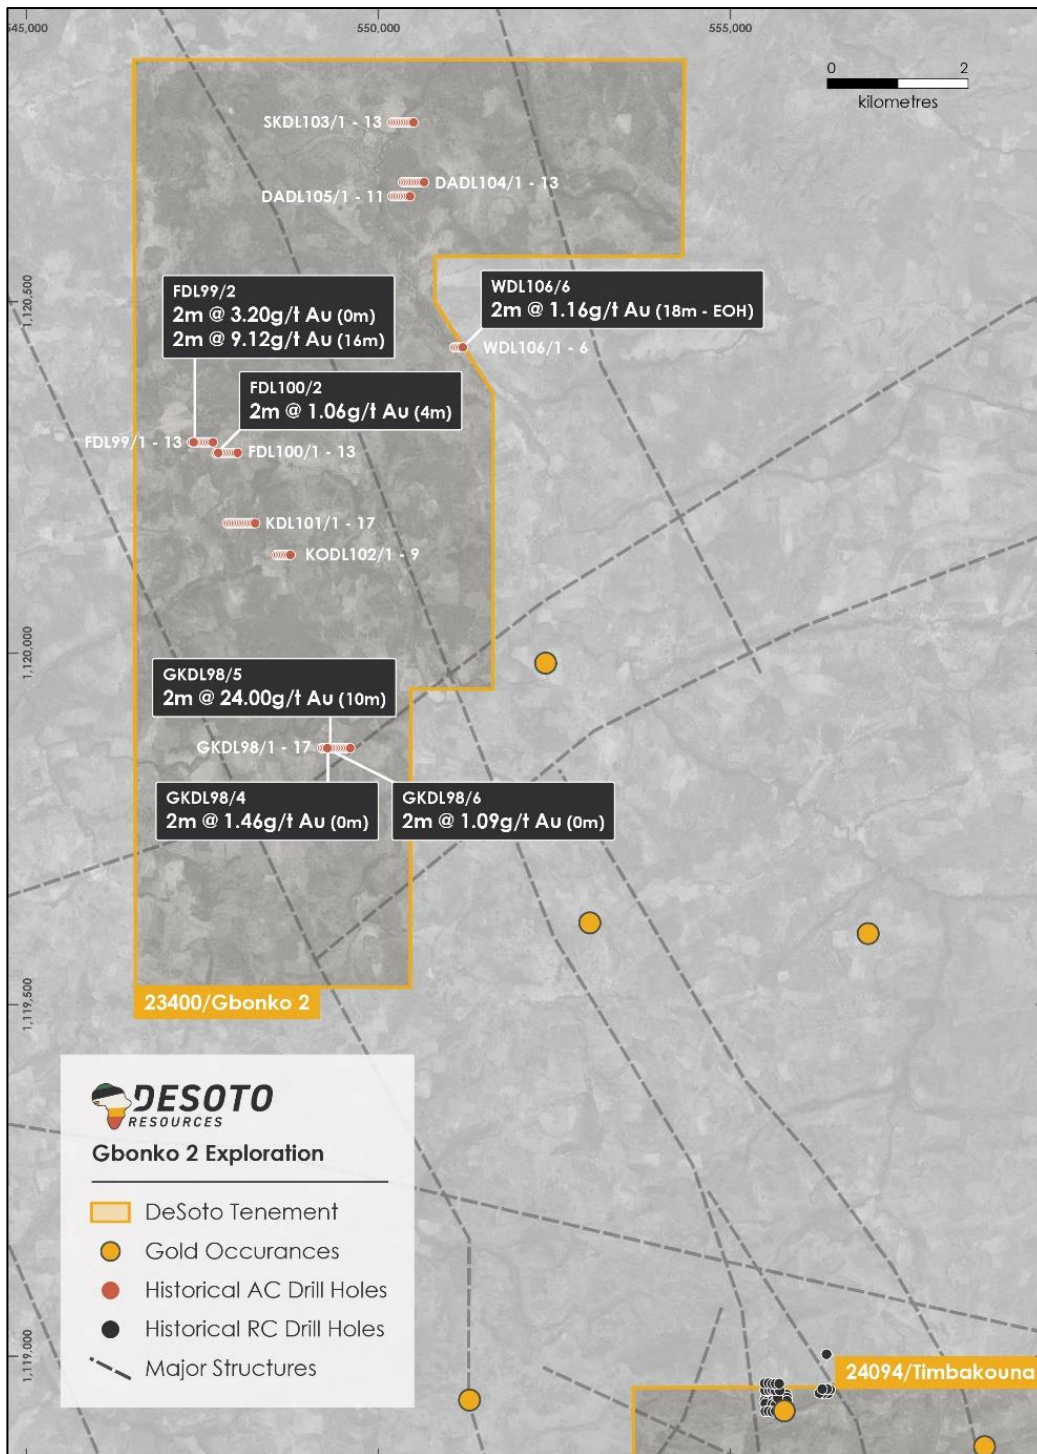 545,000
550,000
555,000
0 2
kilometres
SKDL103/1 - 13
DADL104/1 - 13
DADL105/1 - 11
1,120,500
FDL99/2
2m @ 3.20g/t Au (0m)
2m @ 9.12g/t Au (16m)
WDL106/6
2m @ 1.16g/t Au (18m - EOH)
WDL106/1 - 6
FDL100/2
2m @ 1.06g/t Au (4m)
FDL99/1 - 13
FDL100/1 - 13
KDL101/1 - 17
KODL102/1 - 9
1,120,000
GKDL98/5
2m @ 24.00g/t Au (10m)
GKDL98/1 - 17
GKDL98/4
2m @ 1.46g/t Au (0m)
GKDL98/6
2m @ 1.09g/t Au (0m)
23400/Gbonko 2
1,119,500
DESOTO
RESOURCES
Gbonko 2 Exploration
DeSoto Tenement
Gold Occurances
Historical AC Drill Holes
Historical RC Drill Holes
Major Structures
1,119,000
24094/Timbakouna